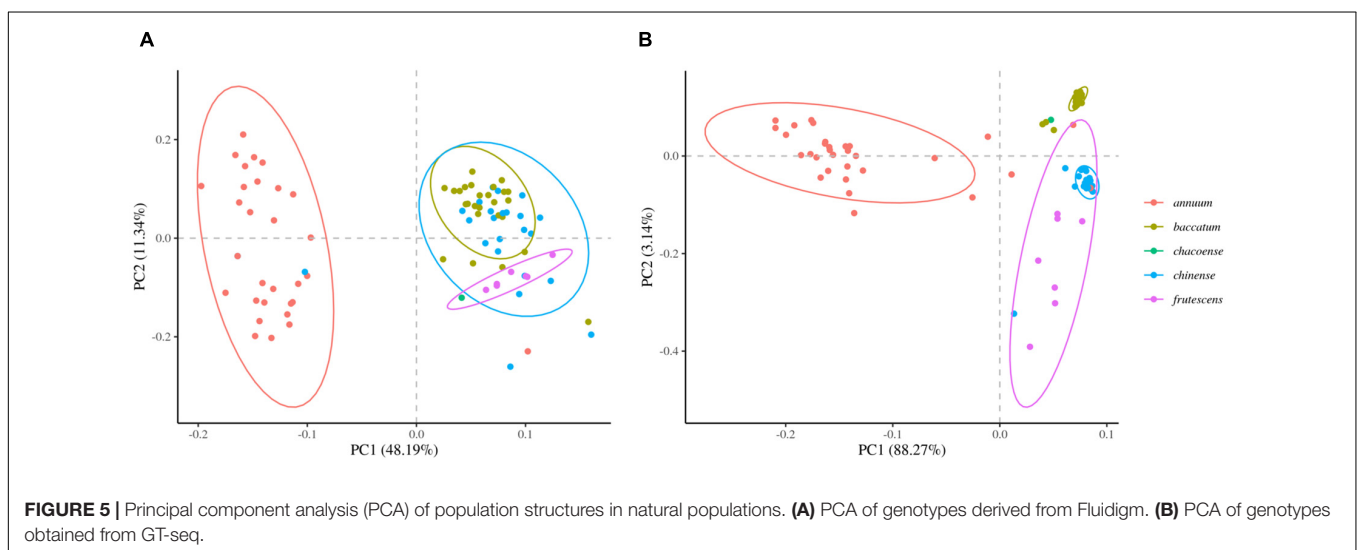 A
B
PC2 (11.34%)
0.2
0.0
-0.2
-0.2
-0.1
0.0
0.1
PC1 (48.19%)
PC2 (3.14%)
0.0
-0.2
-0.4
-0.2
-0.1
0.0
0.1
PC1 (88.27%)
annuum
baccatum
chacoense
chinense
frutescens
FIGURE 5 | Principal component analysis (PCA) of population structures in natural populations. (A) PCA of genotypes derived from Fluidigm. (B) PCA of genotypes
obtained from GT-seq.